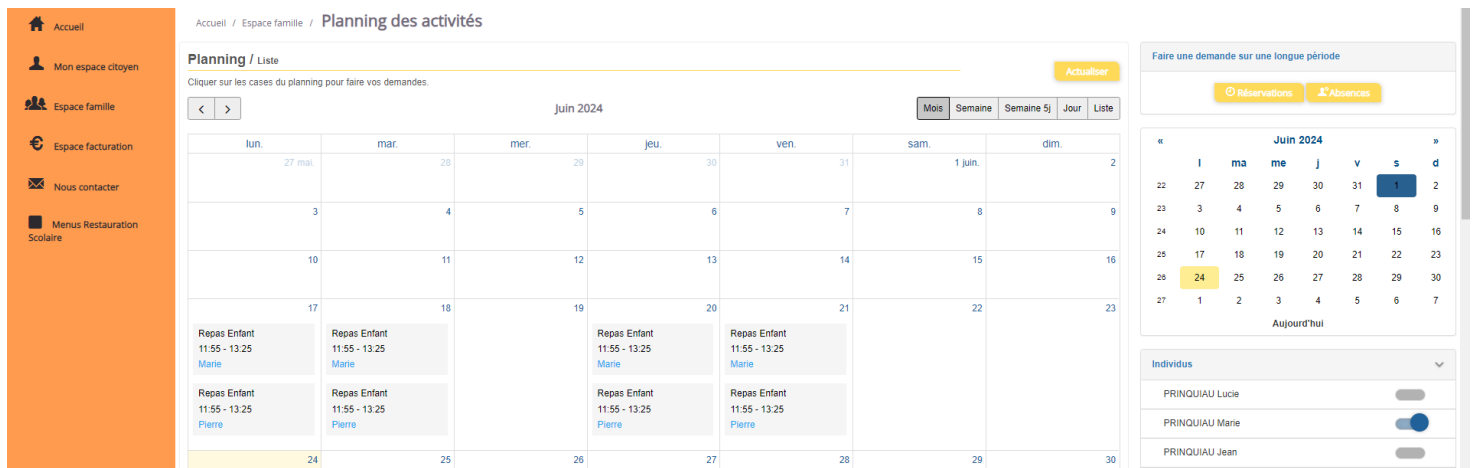 Accueil
Mon espace citoyen
Espace famille
Espace facturation
Nous contacter
Menus Restauration
Scolaire
Accueil / Espace famille / Planning des activités
Planning / Liste
Actualiser
Cliquer sur les cases du planning pour faire vos demandes.
< >
Juin 2024
Mois Semaine Semaine 5j Jour Liste
lun. mar. mer. jeu. ven. sam. dim.
27 mai. 28 29 30 31 1 juin. 2
3 4 5 6 7 8 9
10 11 12 13 14 15 16
17 18 19 20 21 22 23
Repas Enfant Repas Enfant Repas Enfant Repas Enfant
11:55 - 13:25 11:55 - 13:25 11:55 - 13:25 11:55 - 13:25
Marie Marie Marie Marie
Repas Enfant Repas Enfant Repas Enfant Repas Enfant
11:55 - 13:25 11:55 - 13:25 11:55 - 13:25 11:55 - 13:25
Pierre Pierre Pierre Pierre
24 25 26 27 28 29 30
Faire une demande sur une longue période
Réservations Absences
« Juin 2024 »
l ma me j v s d
22 27 28 29 30 31 1 2
23 3 4 5 6 7 8 9
24 10 11 12 13 14 15 16
25 17 18 19 20 21 22 23
26 24 25 26 27 28 29 30
27 1 2 3 4 5 6 7
Aujourd'hui
Individus
PRINQUIAU Lucie
PRINQUIAU Marie
PRINQUIAU Jean